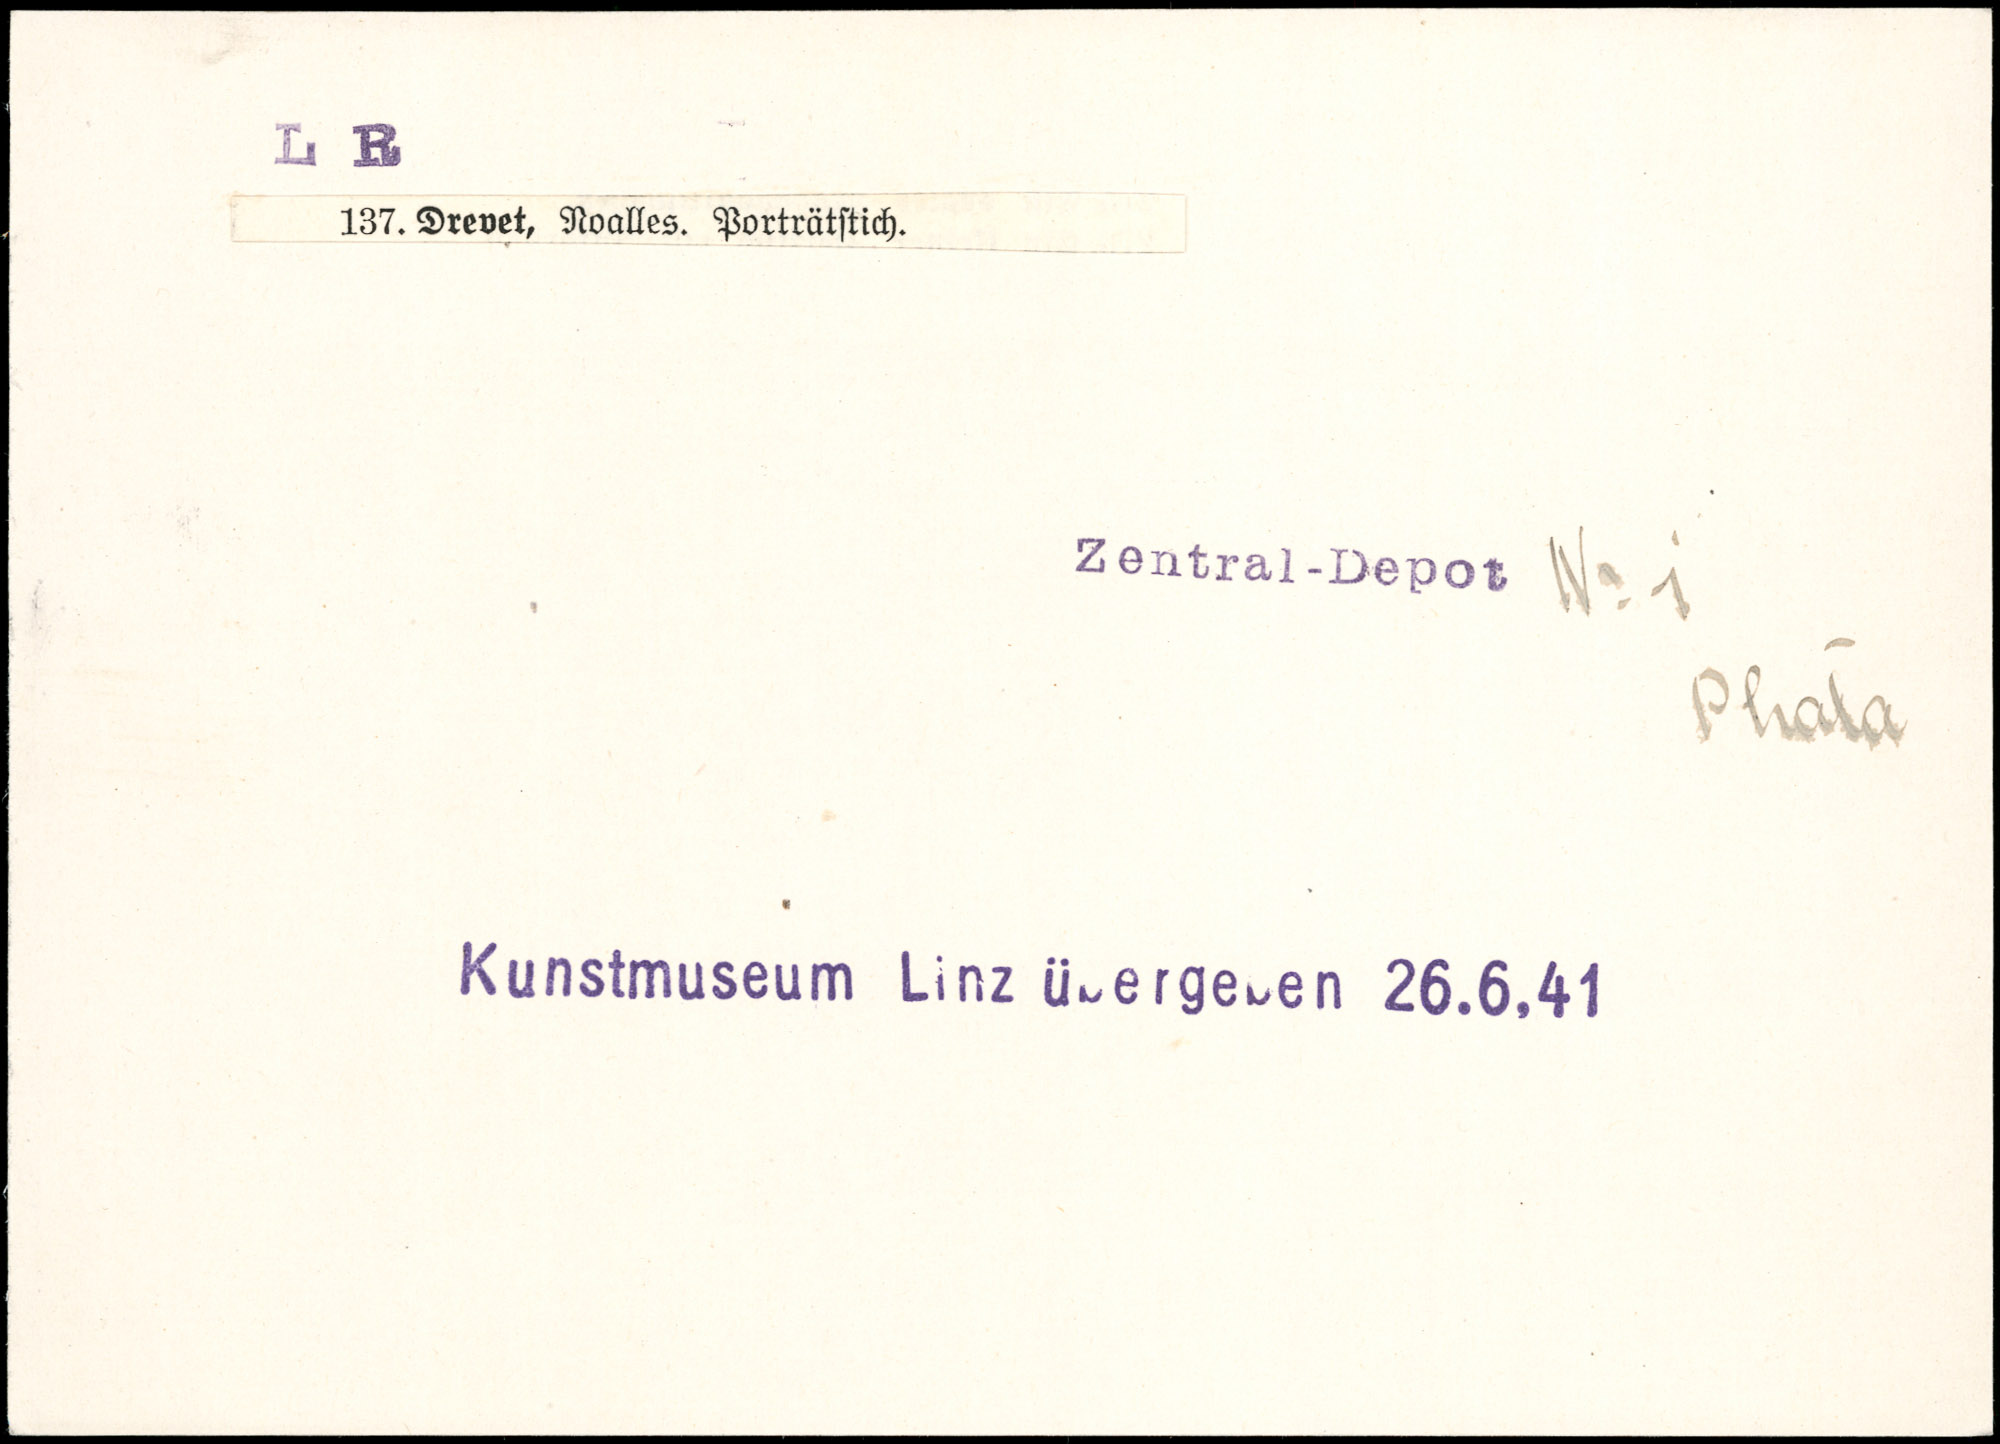 L R
137. Drevet, Noalles. Porträtstich.
Zentral-Depot No. 1
Photo
Kunstmuseum Linz übergeben 26.6.41